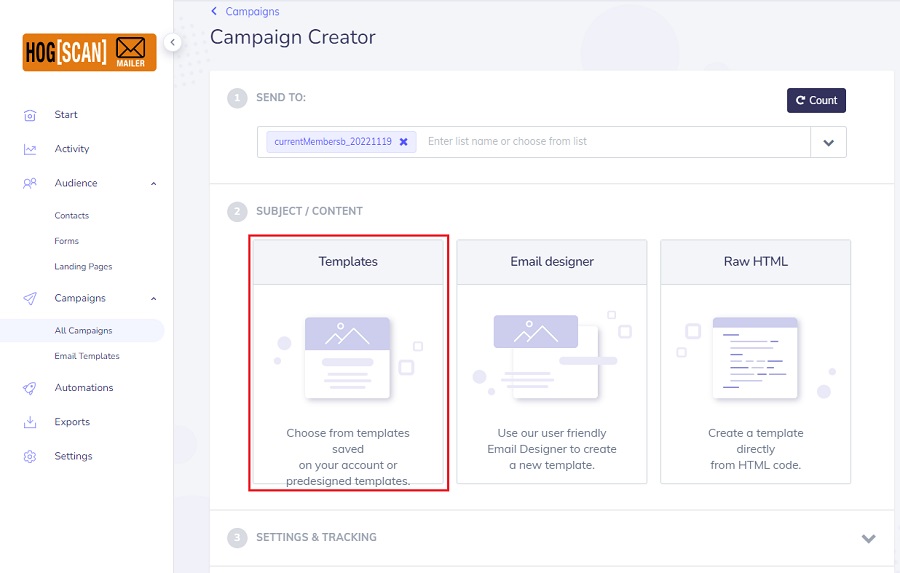 HOG[SCAN]
MAILER
Start
Activity
Audience
Contacts
Forms
Landing Pages
Campaigns
All Campaigns
Email Templates
Automations
Exports
Settings
Campaigns
Campaign Creator
1 SEND TO:
Count
currentMembersb_20221119 Enter list name or choose from list
2 SUBJECT / CONTENT
Templates
Choose from templates
saved
on your account or
predesigned templates.
Email designer
Use our user friendly
Email Designer to create
a new template.
Raw HTML
Create a template
directly
from HTML code.
3 SETTINGS & TRACKING